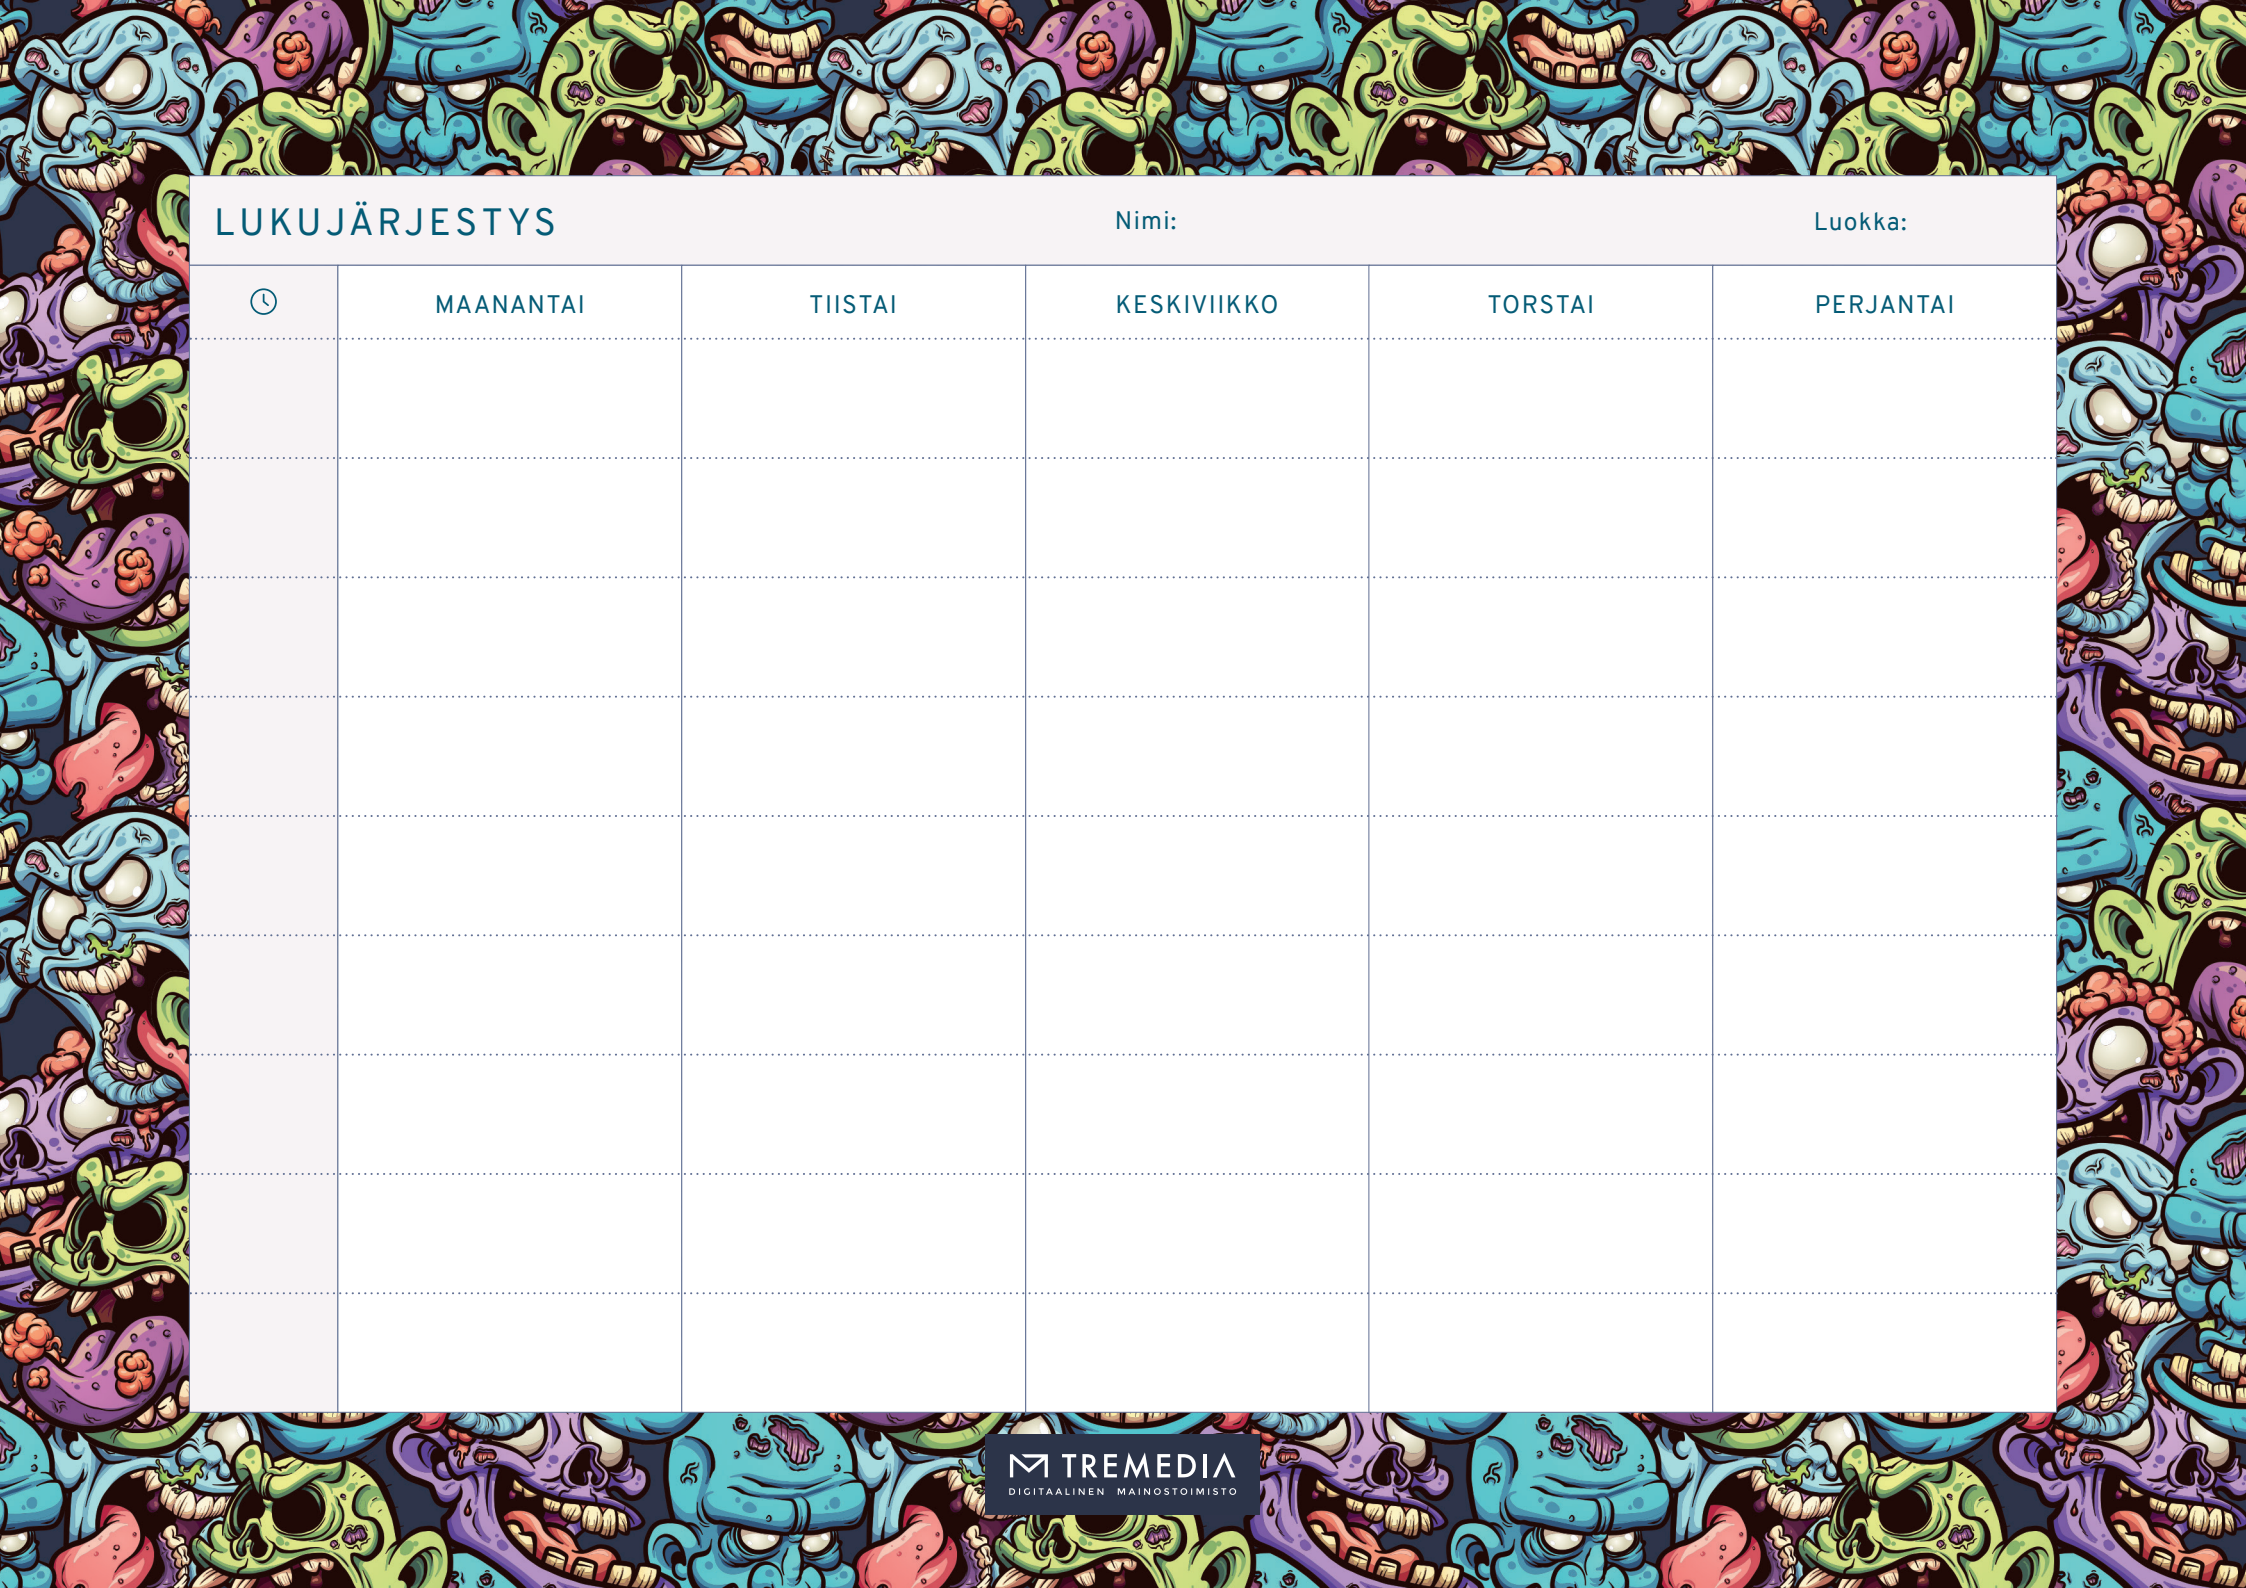 LUKUJÄRJESTYS Nimi: Luokka:
MAANANTAI TIISTAI KESKIVIIKKO TORSTAI PERJANTAI
TREMEDIA
DIGITAALINEN MAINOSTOIMISTO